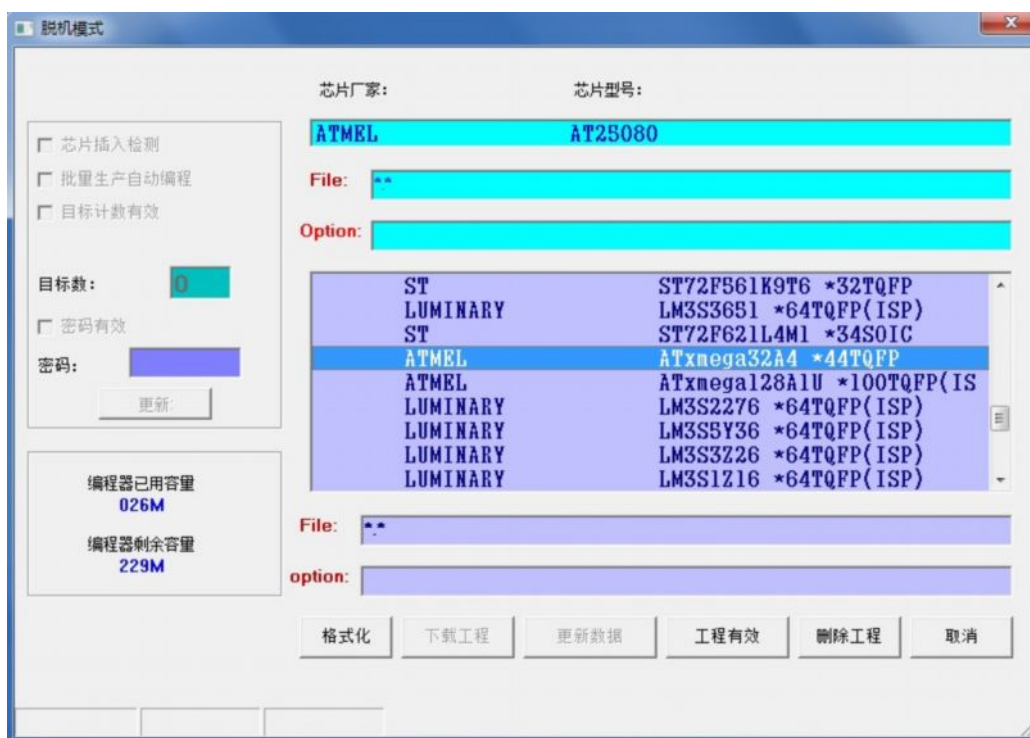 脱机模式
芯片厂家: 芯片型号:
ATMEL AT25080
芯片插入检测
批量生产自动编程
目标计数有效
File: *.*
Option:
目标数: 0
密码有效
密码:
更新
ST ST72F561K9T6 *32TQFP
LUMINARY LM3S3651 *64TQFP(ISP)
ST ST72F621L4M1 *34SOIC
ATMEL ATxmega32A4 *44TQFP
ATMEL ATxmega128A1U *100TQFP(IS
LUMINARY LM3S2276 *64TQFP(ISP)
LUMINARY LM3S5Y36 *64TQFP(ISP)
LUMINARY LM3S3Z26 *64TQFP(ISP)
LUMINARY LM3S1Z16 *64TQFP(ISP)
编程器已用容量
026M
编程器剩余容量
229M
File: *.*
option:
格式化 下载工程 更新数据 工程有效 删除工程 取消